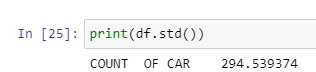 In [25]: print(df.std())
COUNT  OF CAR    294.539374